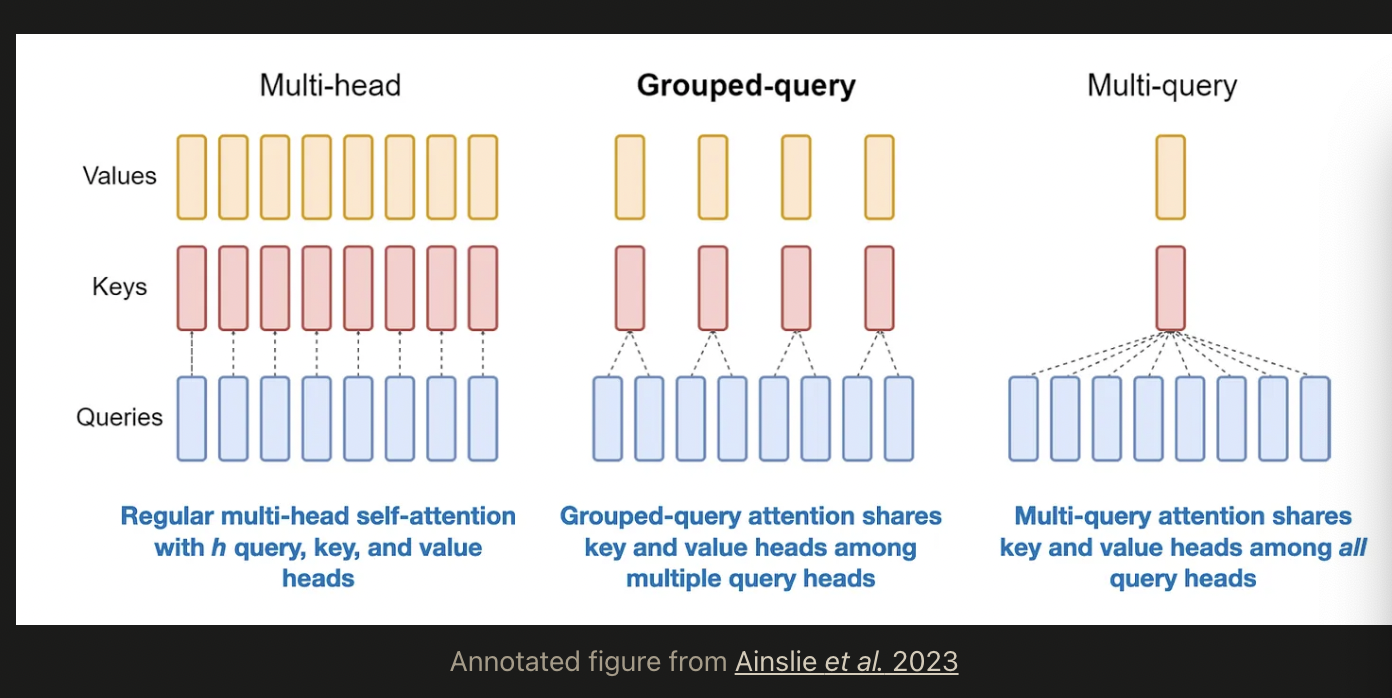 Multi-head
Grouped-query
Multi-query
Values
Keys
Queries
Regular multi-head self-attention
with h query, key, and value
heads
Grouped-query attention shares
key and value heads among
multiple query heads
Multi-query attention shares
key and value heads among all
query heads
Annotated figure from Ainslie et al. 2023